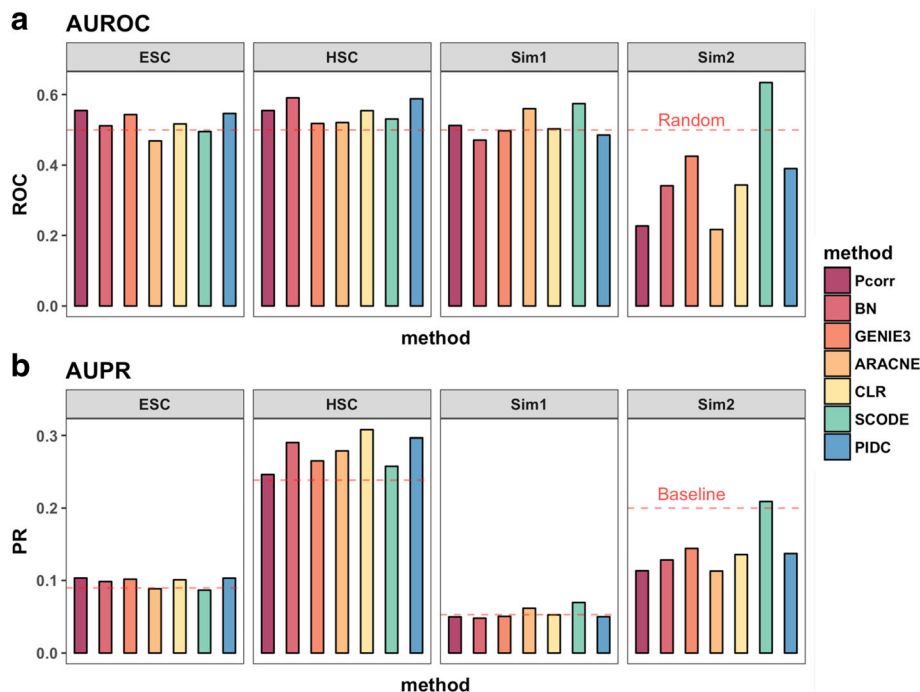 a AUROC
ESC HSC Sim1 Sim2
0.6
0.4
0.2
0.0
ROC
Random
method
b AUPR
ESC HSC Sim1 Sim2
0.3
0.2
0.1
0.0
PR
Baseline
method
method
Pcorr
BN
GENIE3
ARACNE
CLR
SCODE
PIDC